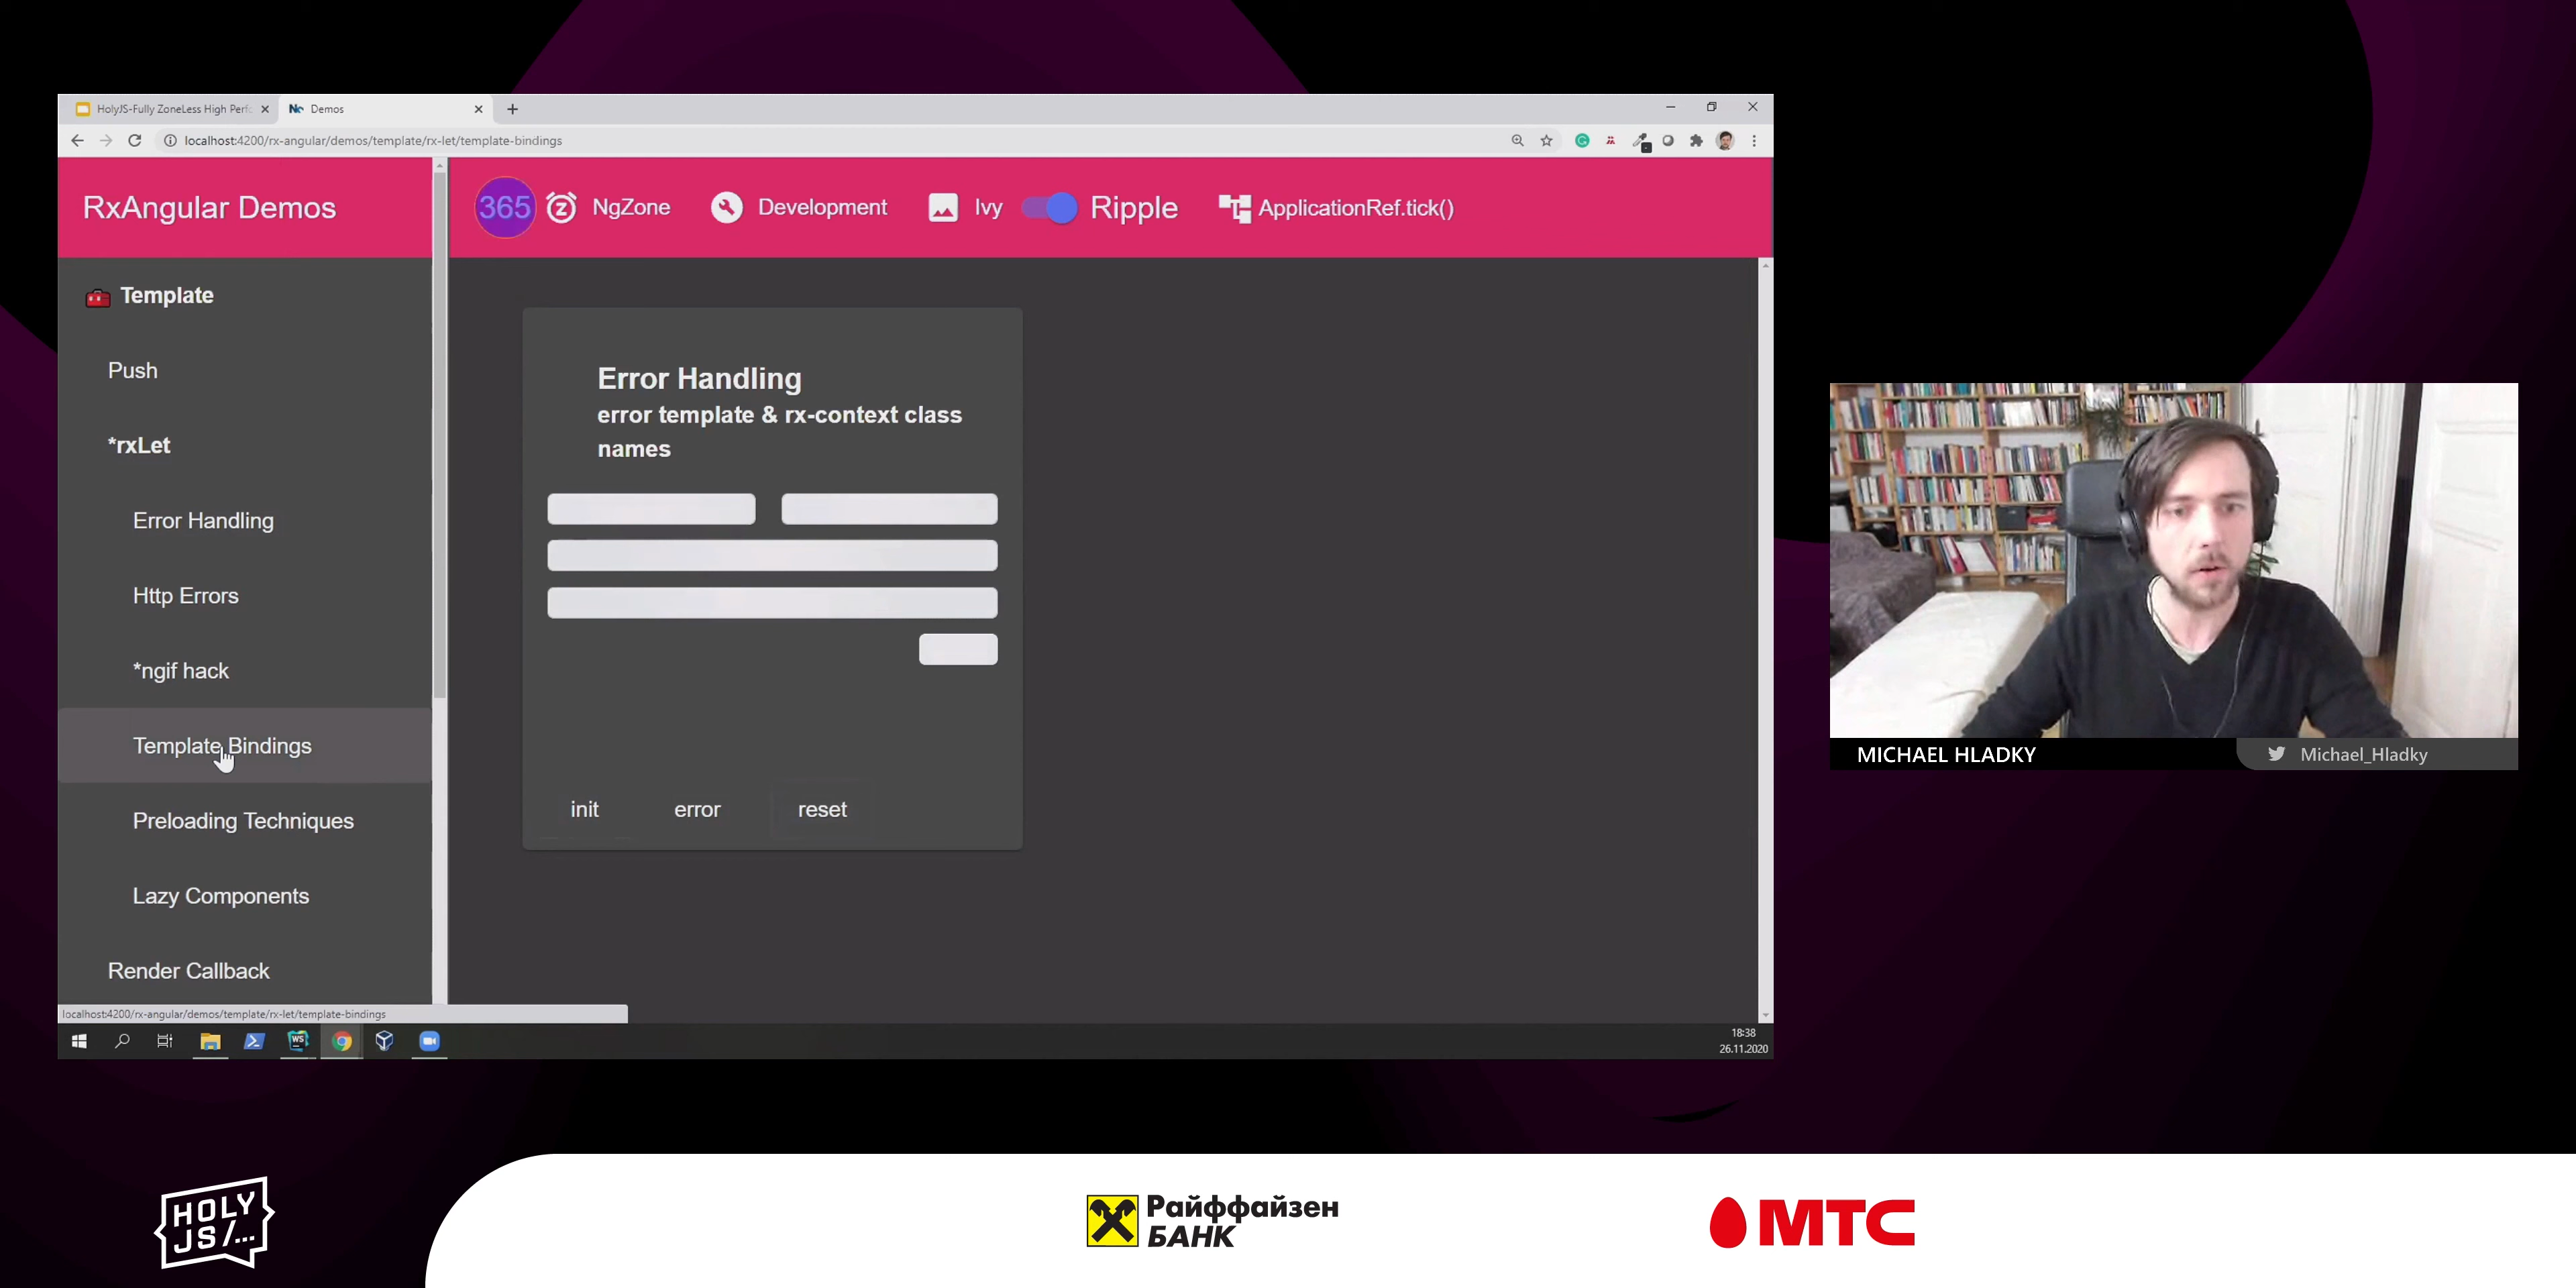 HolyJS-Fully ZoneLess High Perf
Demos
localhost:4200/rx-angular/demos/template/rx-let/template-bindings
RxAngular Demos
365
NgZone
Development
Ivy
Ripple
ApplicationRef.tick()
Template
Push
*rxLet
Error Handling
Http Errors
*ngif hack
Template Bindings
Preloading Techniques
Lazy Components
Render Callback
Error Handling
error template & rx-context class
names
init
error
reset
localhost:4200/rx-angular/demos/template/rx-let/template-bindings
18:38
26.11.2020
MICHAEL HLADKY
Michael_Hladky
HOLY
JS/...
Райффайзен
БАНК
МТС